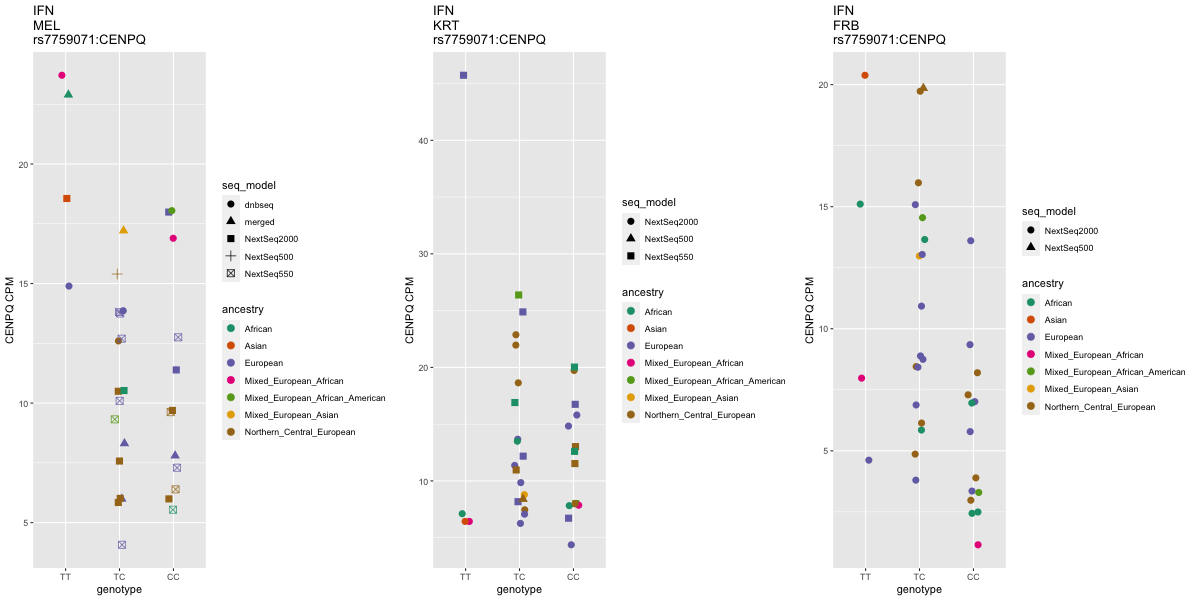 IFN
MEL
rs7759071:CENPQ
CENPQ CPM
20
15
10
5
TT
TC
CC
genotype
seq_model
dnbseq
merged
NextSeq2000
NextSeq500
NextSeq550
ancestry
African
Asian
European
Mixed_European_African
Mixed_European_African_American
Mixed_European_Asian
Northern_Central_European
IFN
KRT
rs7759071:CENPQ
CENPQ CPM
40
30
20
10
TT
TC
CC
genotype
seq_model
NextSeq2000
NextSeq500
NextSeq550
ancestry
African
Asian
European
Mixed_European_African
Mixed_European_African_American
Mixed_European_Asian
Northern_Central_European
IFN
FRB
rs7759071:CENPQ
CENPQ CPM
20
15
10
5
TT
TC
CC
genotype
seq_model
NextSeq2000
NextSeq500
ancestry
African
Asian
European
Mixed_European_African
Mixed_European_African_American
Mixed_European_Asian
Northern_Central_European